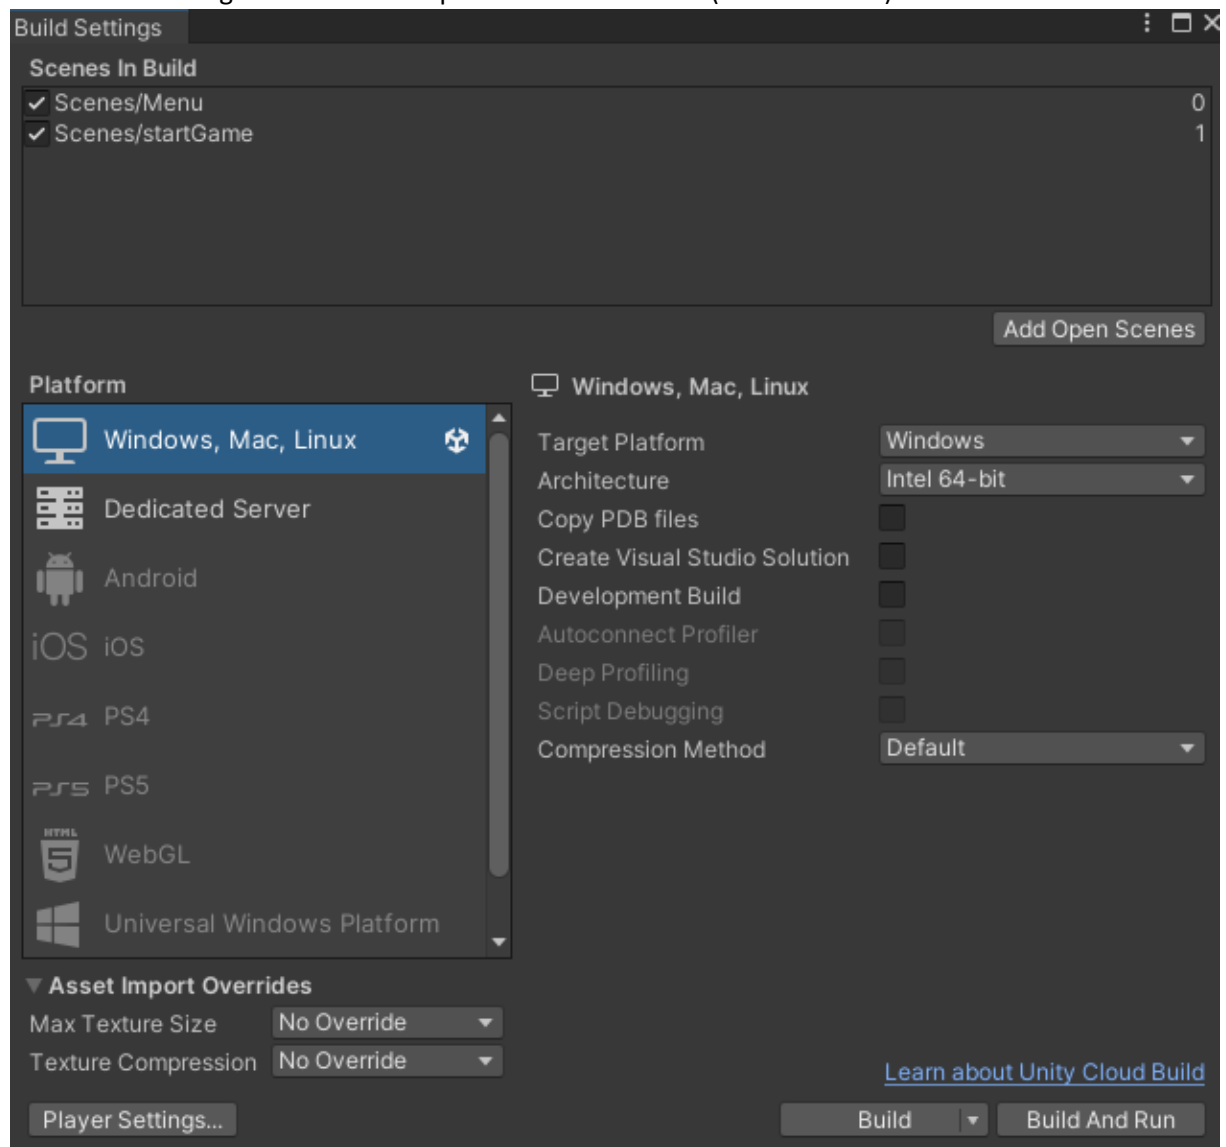 Build Settings
Scenes In Build
Scenes/Menu 0
Scenes/startGame 1
Add Open Scenes
Platform
Windows, Mac, Linux
Dedicated Server
Android
iOS iOS
PS4 PS4
PS5 PS5
HTML 5 WebGL
Universal Windows Platform
Windows, Mac, Linux
Target Platform Windows
Architecture Intel 64-bit
Copy PDB files
Create Visual Studio Solution
Development Build
Autoconnect Profiler
Deep Profiling
Script Debugging
Compression Method Default
Asset Import Overrides
Max Texture Size No Override
Texture Compression No Override
Learn about Unity Cloud Build
Player Settings...
Build
Build And Run